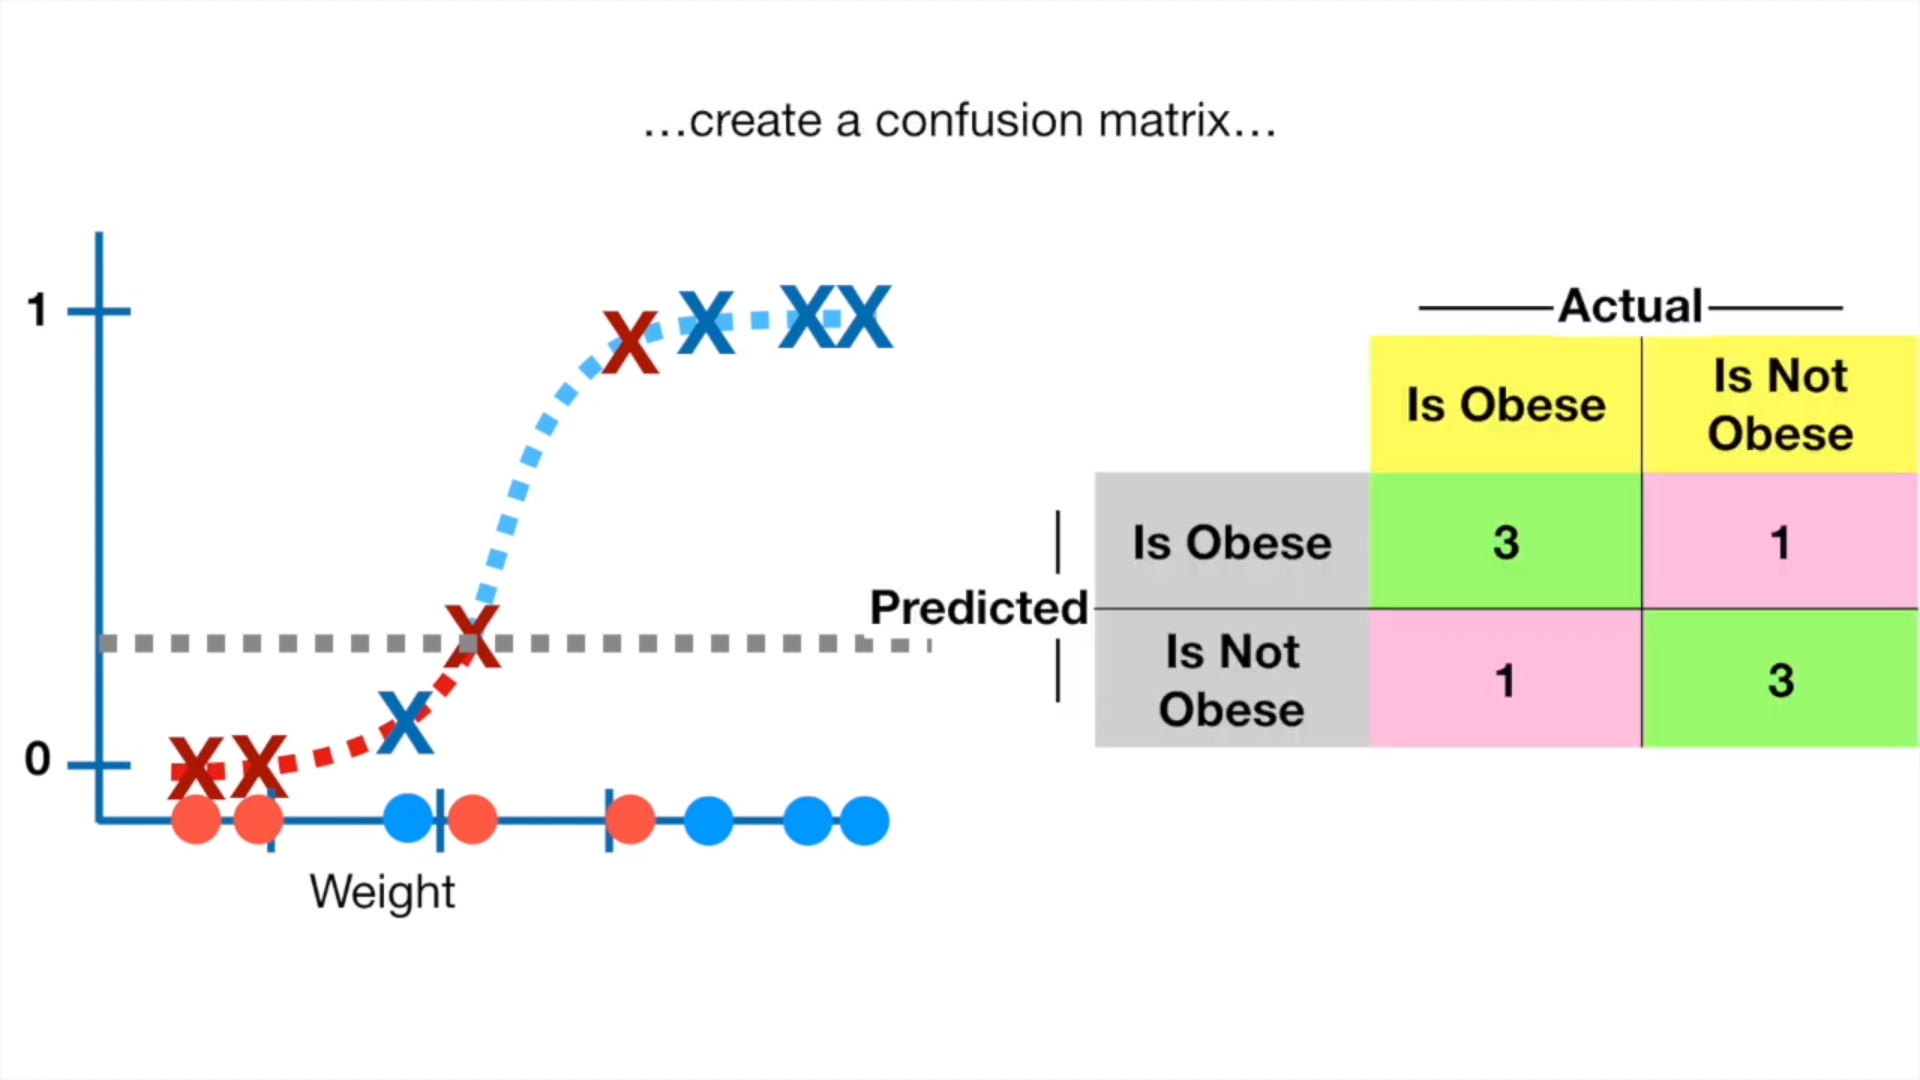 ...create a confusion matrix...
1
0
Weight
Actual
Is Obese
Is Not
Obese
Predicted
Is Obese
3
1
Is Not
Obese
1
3
X
X
X
X
X
X
X
X